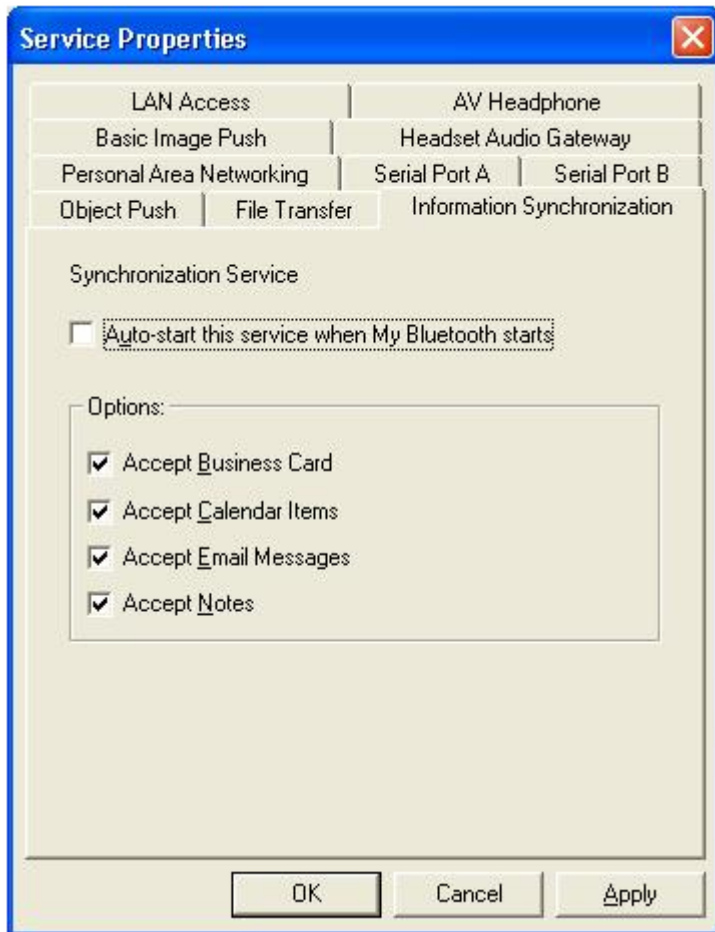 Service Properties
LAN Access AV Headphone
Basic Image Push Headset Audio Gateway
Personal Area Networking Serial Port A Serial Port B
Object Push File Transfer Information Synchronization
Synchronization Service
Auto-start this service when My Bluetooth starts
Options:
Accept Business Card
Accept Calendar Items
Accept Email Messages
Accept Notes
OK Cancel Apply